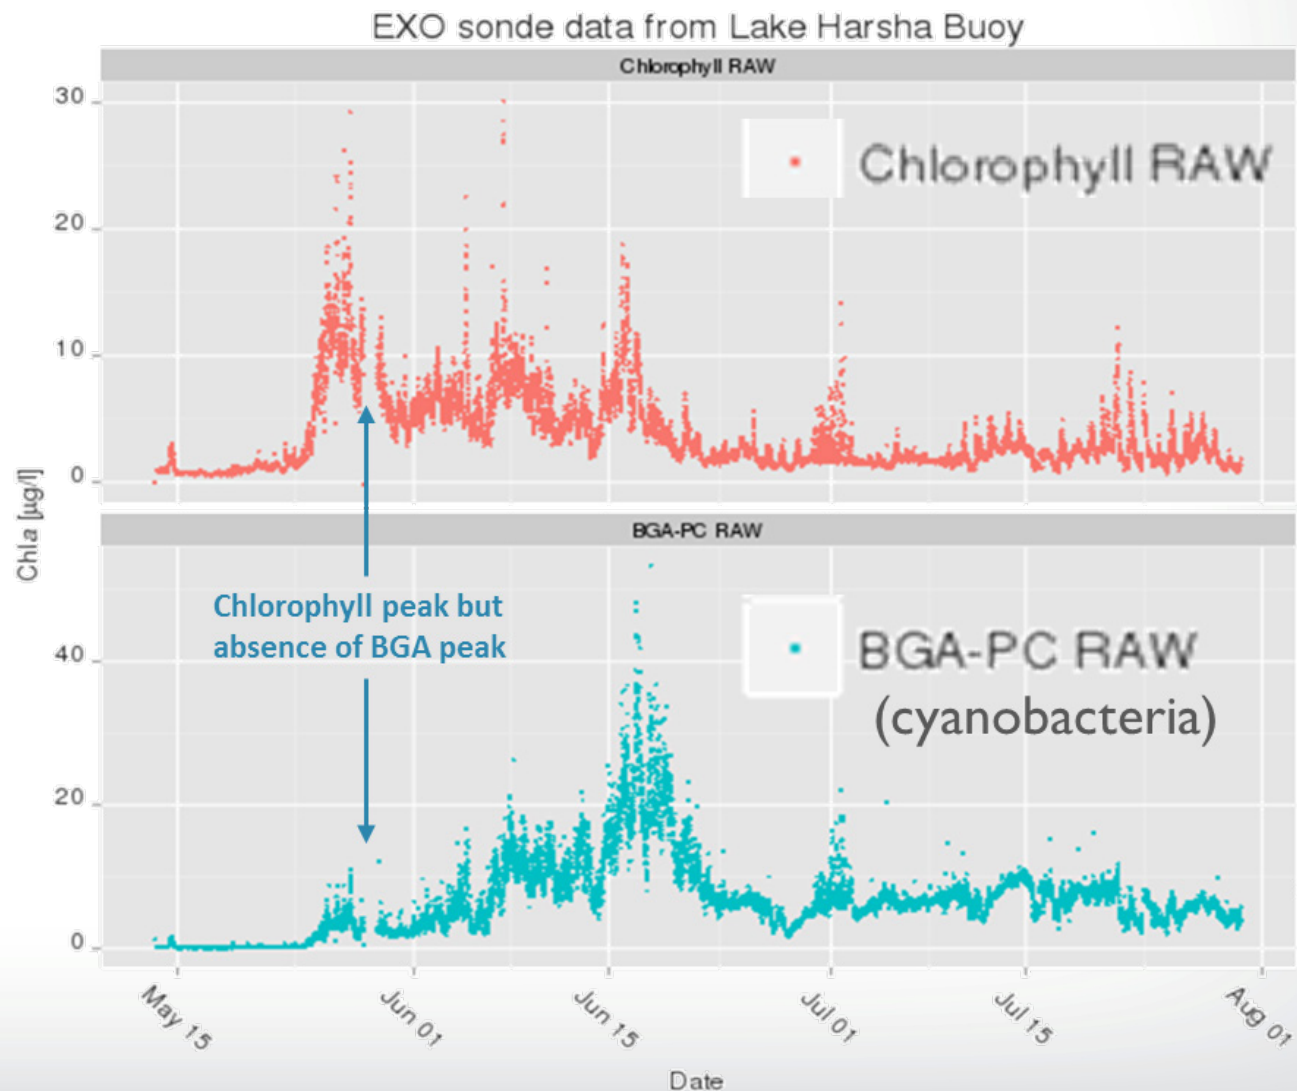 EXO sonde data from Lake Harsha Buoy
Chlorophyll RAW
30
20
10
0
Chlorophyll RAW
Chla [µg/l]
BGA-PC RAW
Chlorophyll peak but
absence of BGA peak
40
20
0
BGA-PC RAW
(cyanobacteria)
May 15
Jun 01
Jun 15
Jul 01
Jul 15
Aug 01
Date